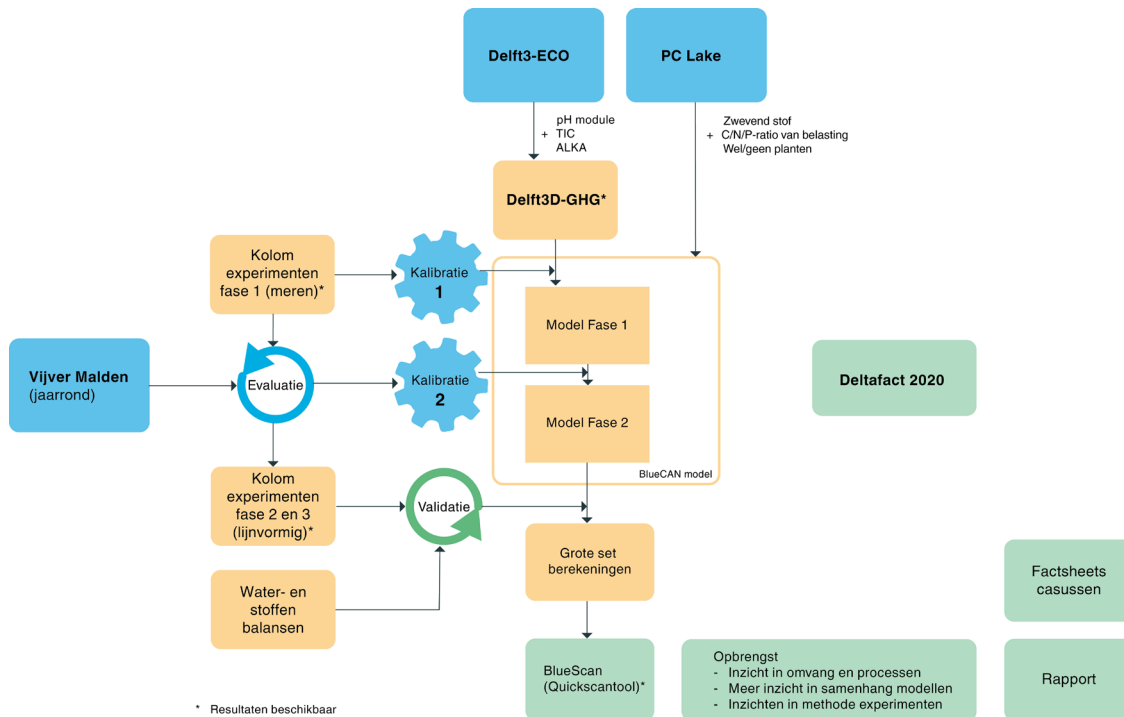 Delft3-ECO
PC Lake
+
pH module
TIC
ALKA
+
Zwevend stof
C/N/P-ratio van belasting
Wel/geen planten
Delft3D-GHG*
Kolom
experimenten
fase 1 (meren)*
Kalibratie
1
Model Fase 1
Vijver Malden
(jaarrond)
Evaluatie
Kalibratie
2
Model Fase 2
BlueCAN model
Deltafact 2020
Kolom
experimenten
fase 2 en 3
(lijnvormig)*
Validatie
Water- en
stoffen
balansen
Grote set
berekeningen
Factsheets
casussen
BlueScan
(Quickscantool)*
Opbrengst
- Inzicht in omvang en processen
- Meer inzicht in samenhang modellen
- Inzichten in methode experimenten
Rapport
* Resultaten beschikbaar